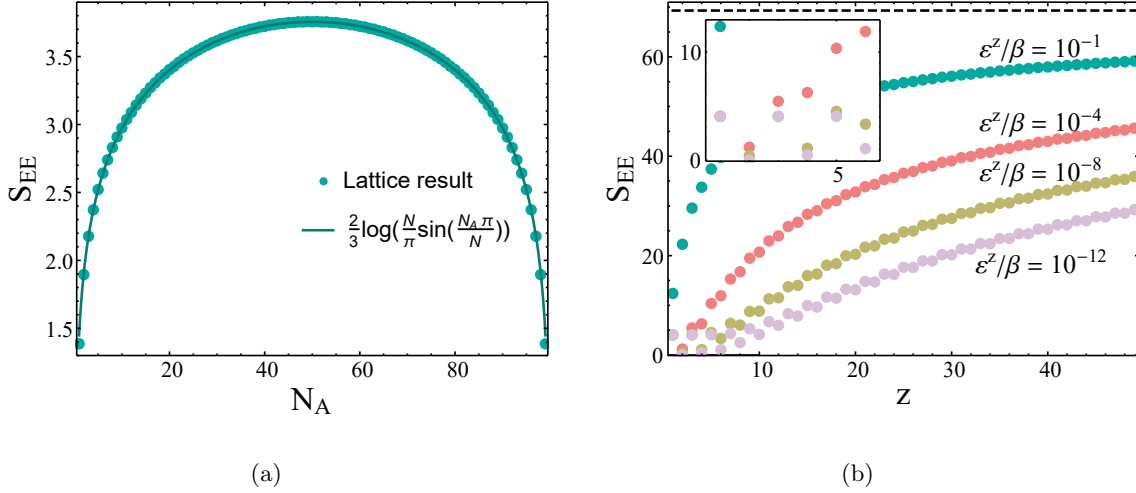 3.5
3.0
2.5
2.0
1.5
20
40
60
80
S_EE
N_A
Lattice result
2/3 log(N/π sin(N_A π/N))
(a)
60
40
20
0
10
20
30
40
S_EE
z
10
0
5
ε^z/β = 10^-1
ε^z/β = 10^-4
ε^z/β = 10^-8
ε^z/β = 10^-12
(b)